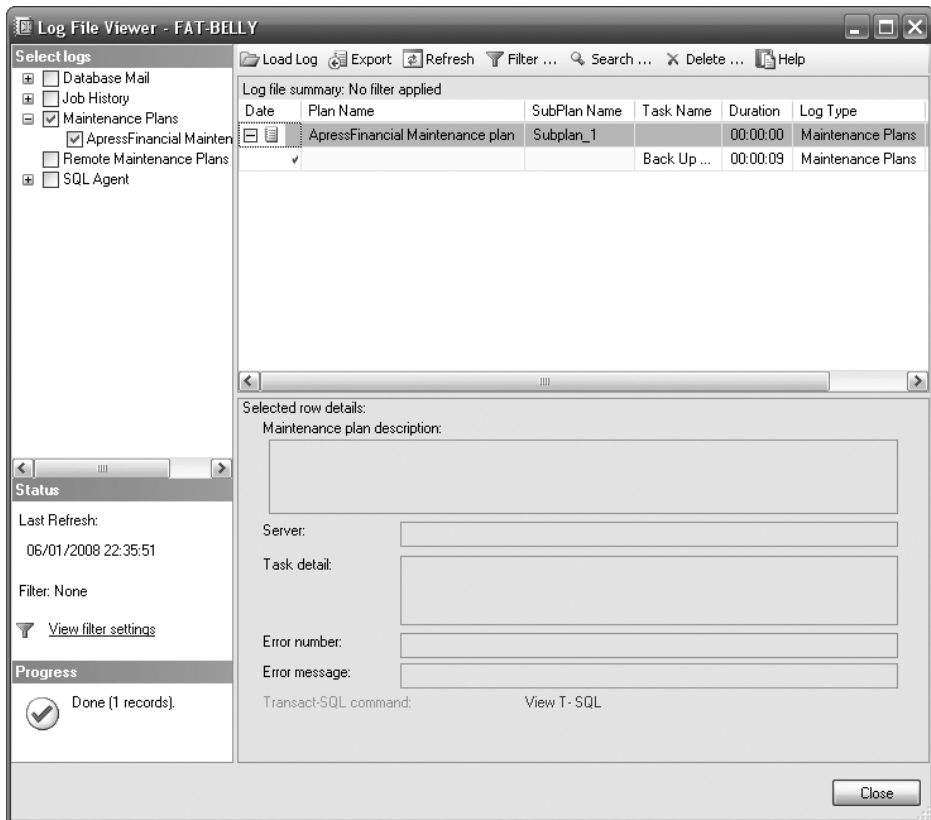 Log File Viewer - FAT-BELLY
Select logs
Database Mail
Job History
Maintenance Plans
ApressFinancial Mainten
Remote Maintenance Plans
SQL Agent
Load Log Export Refresh Filter ... Search ... Delete ... Help
Log file summary: No filter applied
Date Plan Name SubPlan Name Task Name Duration Log Type
ApressFinancial Maintenance plan Subplan_1 00:00:00 Maintenance Plans
Back Up ... 00:00:09 Maintenance Plans
Selected row details:
Maintenance plan description:
Server:
Task detail:
Error number:
Error message:
Transact-SQL command: View T- SQL
Status
Last Refresh:
06/01/2008 22:35:51
Filter: None
View filter settings
Progress
Done (1 records).
Close